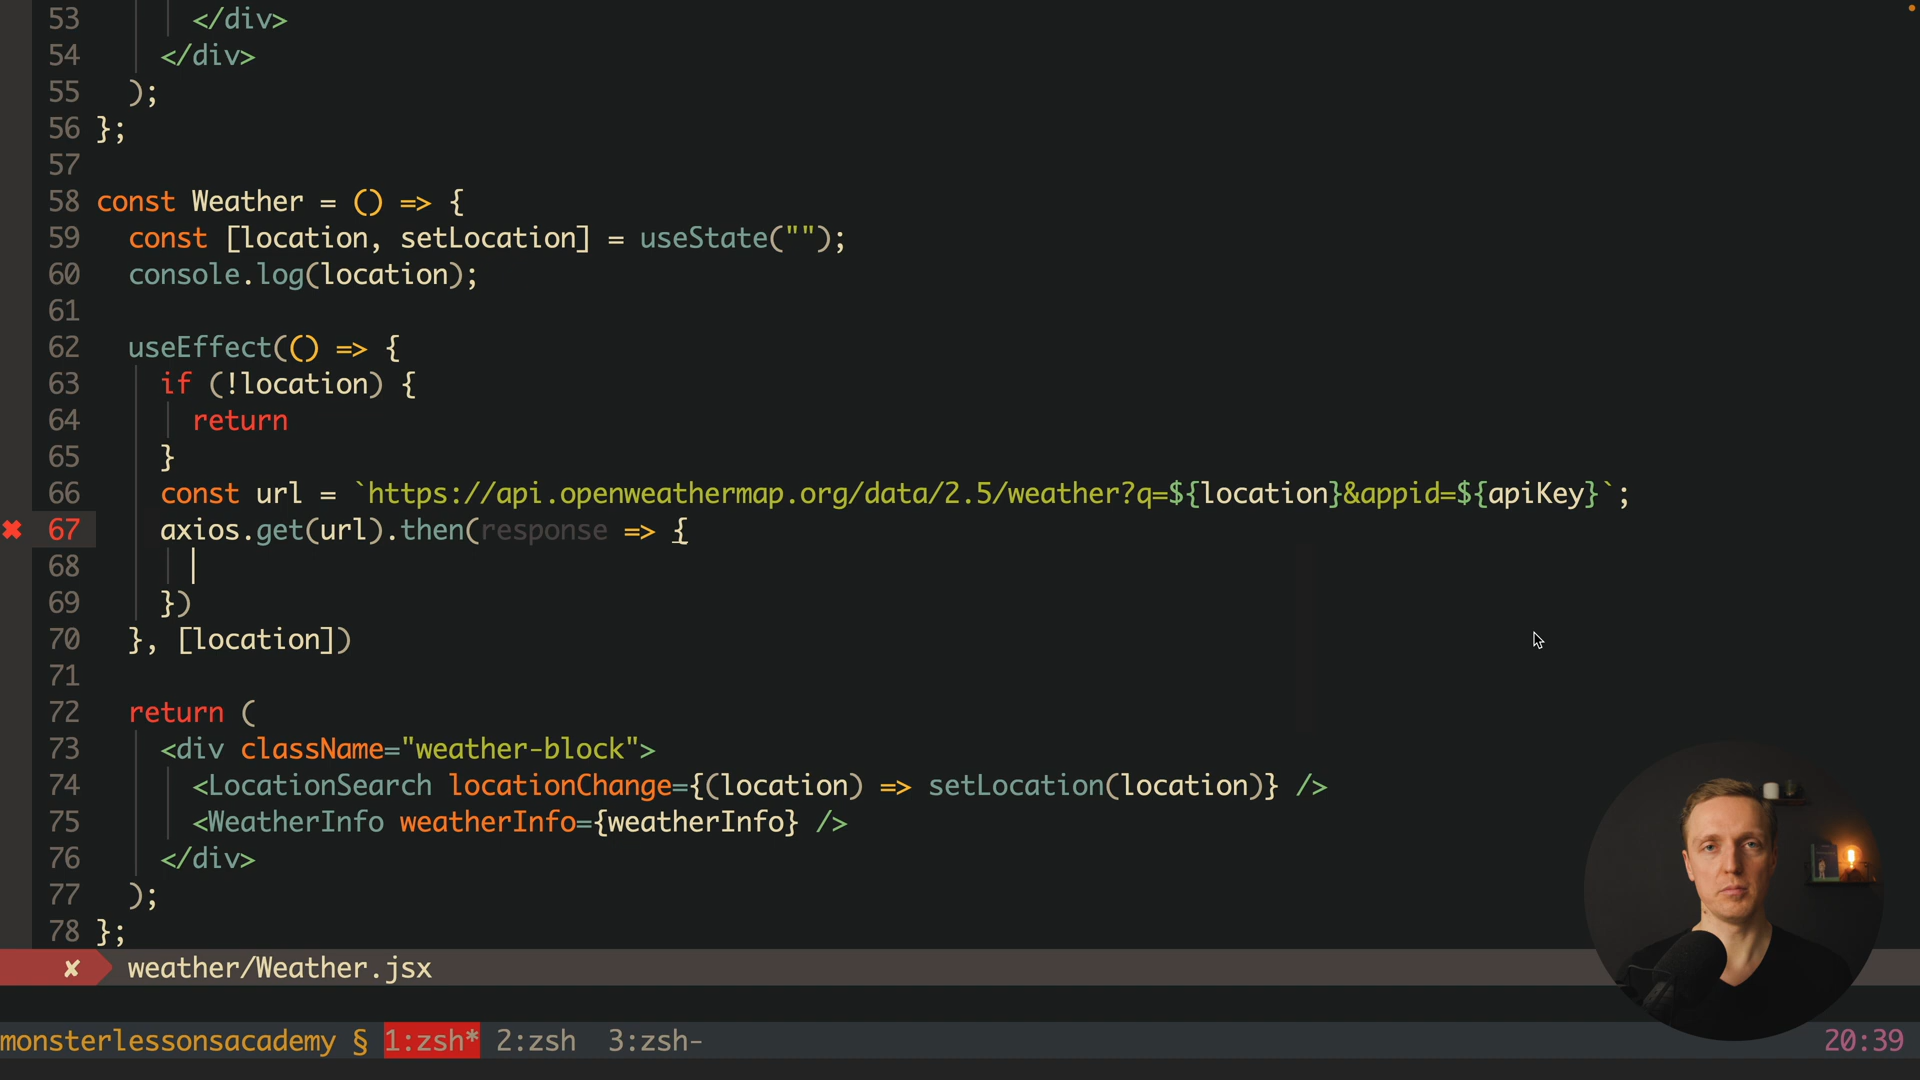 53 </div>
54 </div>
55 );
56 };
57
58 const Weather = () => {
59 const [location, setLocation] = useState("");
60 console.log(location);
61
62 useEffect(() => {
63 if (!location) {
64 return
65 }
66 const url = `https://api.openweathermap.org/data/2.5/weather?q=${location}&appid=${apiKey}`;
✖ 67 axios.get(url).then(response => {
68
69 })
70 }, [location])
71
72 return (
73 <div className="weather-block">
74 <LocationSearch locationChange={(location) => setLocation(location)} />
75 <WeatherInfo weatherInfo={weatherInfo} />
76 </div>
77 );
78 };
✘ weather/Weather.jsx
monsterlessonsacademy § 1:zsh* 2:zsh 3:zsh- 20:39